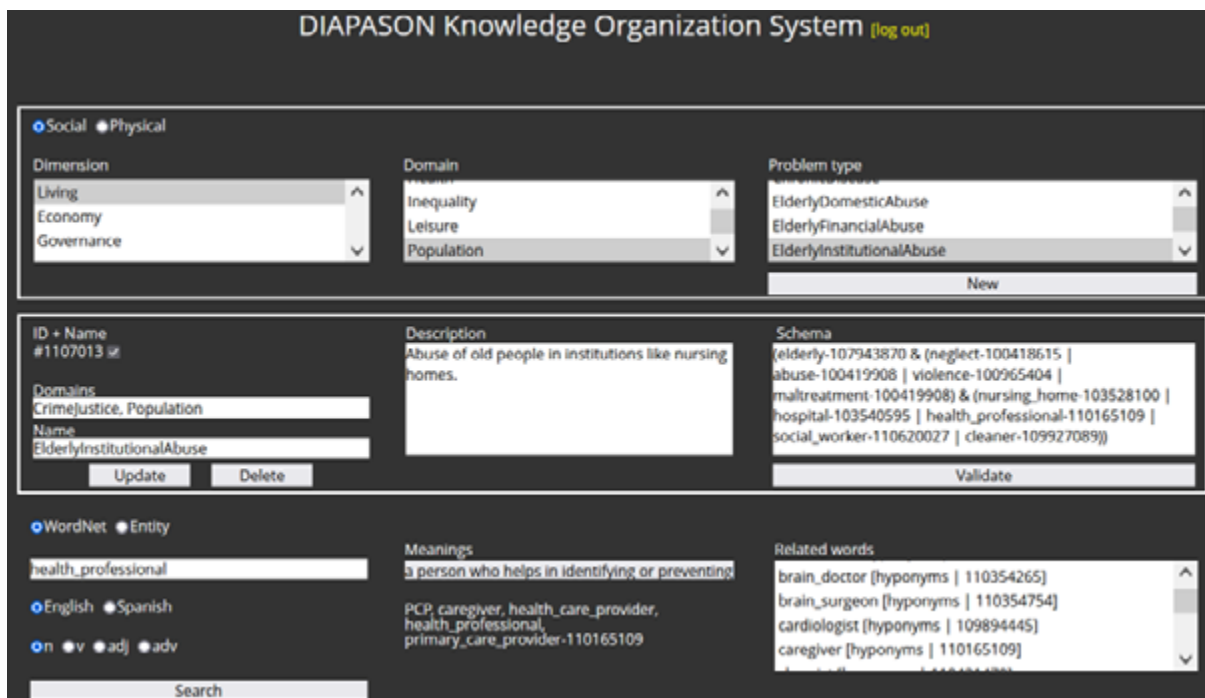 DIAPASON Knowledge Organization System [log out]
Social Physical
Dimension
Living
Economy
Governance
Domain
Health
Inequality
Leisure
Population
Problem type
ElderlyDomesticAbuse
ElderlyFinancialAbuse
ElderlyInstitutionalAbuse
New
ID + Name
#1107013
Domains
CrimeJustice, Population
Name
ElderlyInstitutionalAbuse
Update Delete
Description
Abuse of old people in institutions like nursing
homes.
Schema
(elderly-107943870 & (neglect-100418615 |
abuse-100419908 | violence-100965404 |
maltreatment-100419908) & (nursing_home-103528100 |
hospital-103540595 | health_professional-110165109 |
social_worker-110620027 | cleaner-109927089))
Validate
WordNet Entity
health_professional
English Spanish
n v adj adv
Search
Meanings
a person who helps in identifying or preventing
PCP, caregiver, health_care_provider,
health_professional,
primary_care_provider-110165109
Related words
brain_doctor [hyponyms | 110354265]
brain_surgeon [hyponyms | 110354754]
cardiologist [hyponyms | 109894445]
caregiver [hyponyms | 110165109]